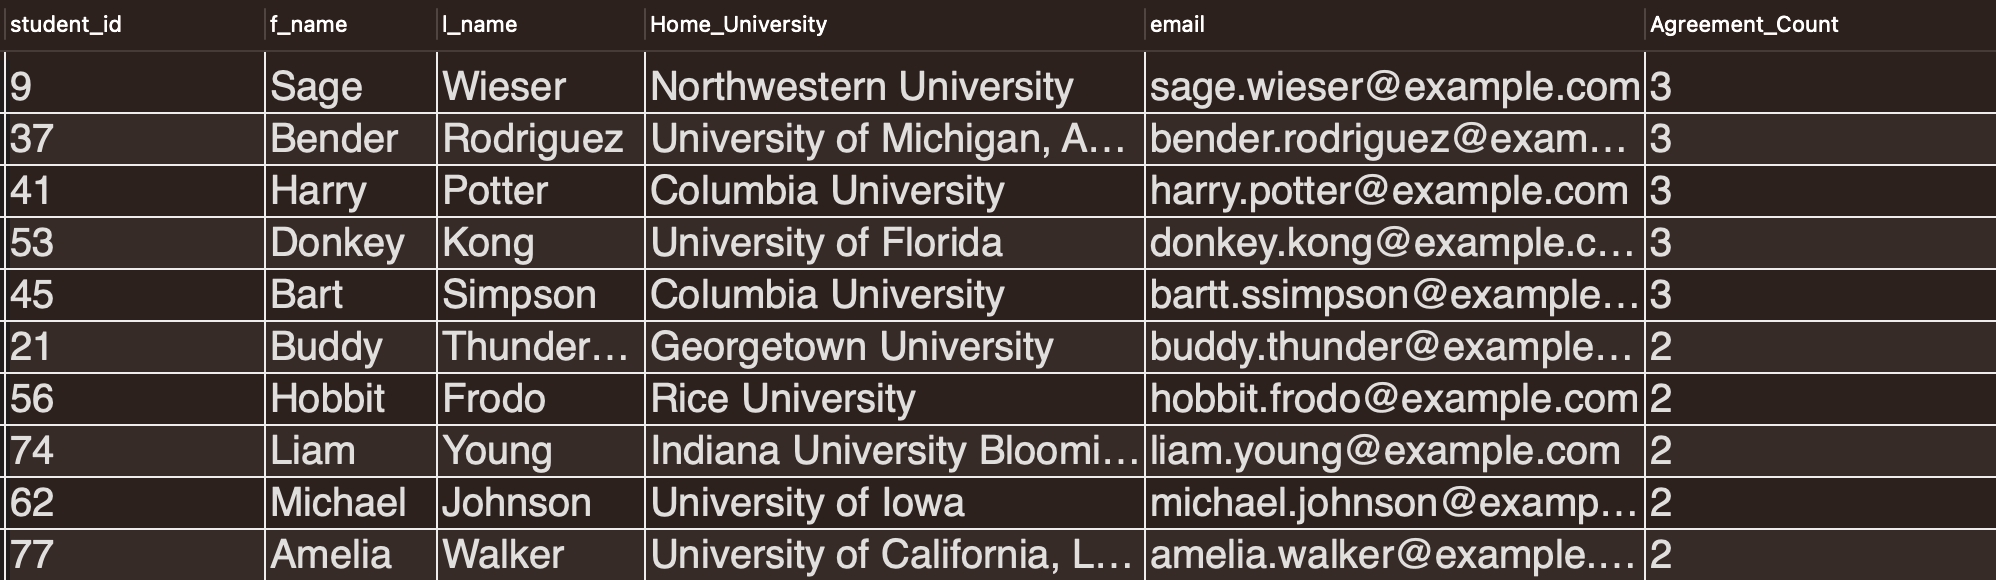 student_id f_name l_name Home_University email Agreement_Count
9 Sage Wieser Northwestern University sage.wieser@example.com 3
37 Bender Rodriguez University of Michigan, A... bender.rodriguez@exam... 3
41 Harry Potter Columbia University harry.potter@example.com 3
53 Donkey Kong University of Florida donkey.kong@example.c... 3
45 Bart Simpson Columbia University bartt.ssimpson@example... 3
21 Buddy Thunder... Georgetown University buddy.thunder@example... 2
56 Hobbit Frodo Rice University hobbit.frodo@example.com 2
74 Liam Young Indiana University Bloomi... liam.young@example.com 2
62 Michael Johnson University of Iowa michael.johnson@examp... 2
77 Amelia Walker University of California, L... amelia.walker@example.... 2